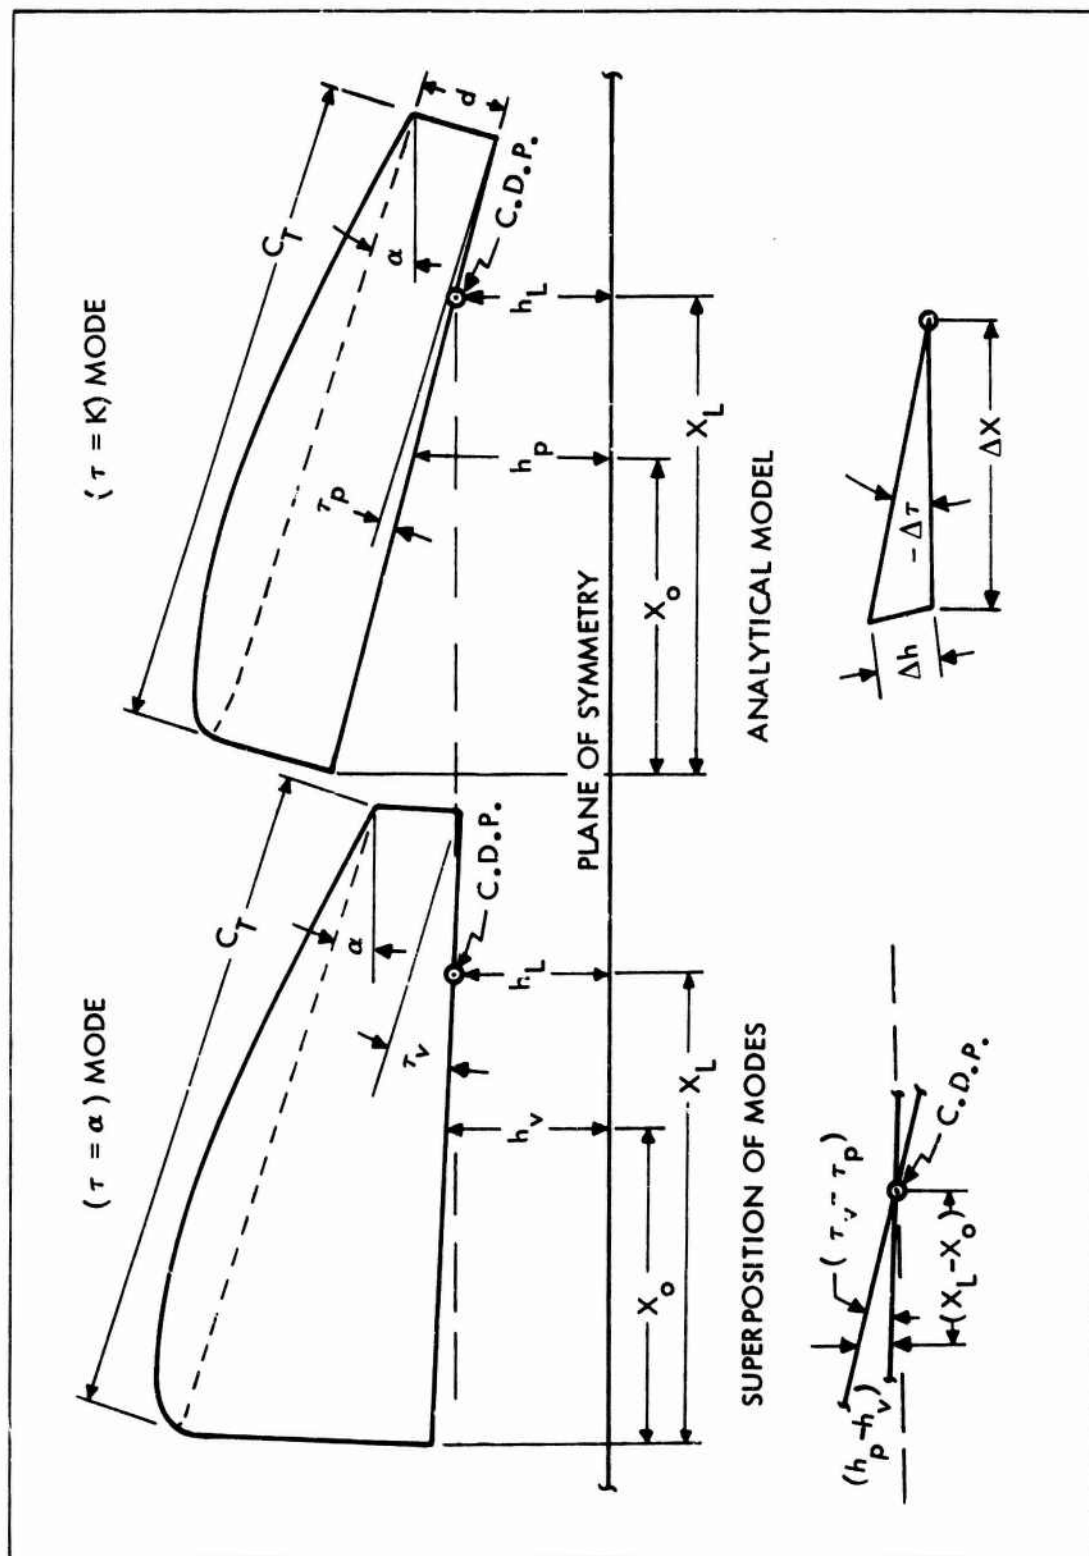 (τ = α) MODE
(τ = K) MODE
C_T
C_T
α
α
d
τ_v
τ_p
C.D.P.
C.D.P.
h_v
h_L
h_p
h_L
PLANE OF SYMMETRY
X_o
X_L
X_o
X_L
SUPERPOSITION OF MODES
ANALYTICAL MODEL
(τ_v - τ_p)
(h_p - h_v)
(X_L - X_o)
C.D.P.
Δh
- Δτ
ΔX